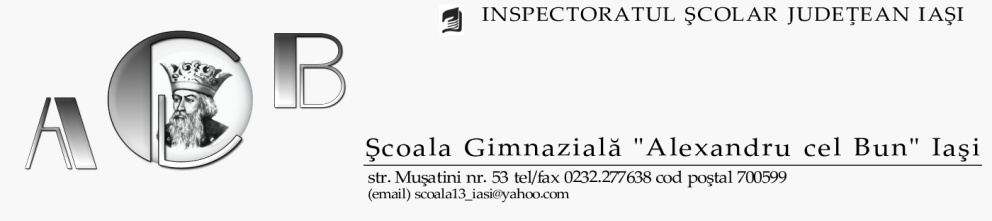 INSPECTORATUL ŞCOLAR JUDEŢEAN IAŞI
A C L B
Şcoala Gimnazială "Alexandru cel Bun" Iaşi
str. Muşatini nr. 53 tel/fax 0232.277638 cod poştal 700599
(email) scoala13_iasi@yahoo.com